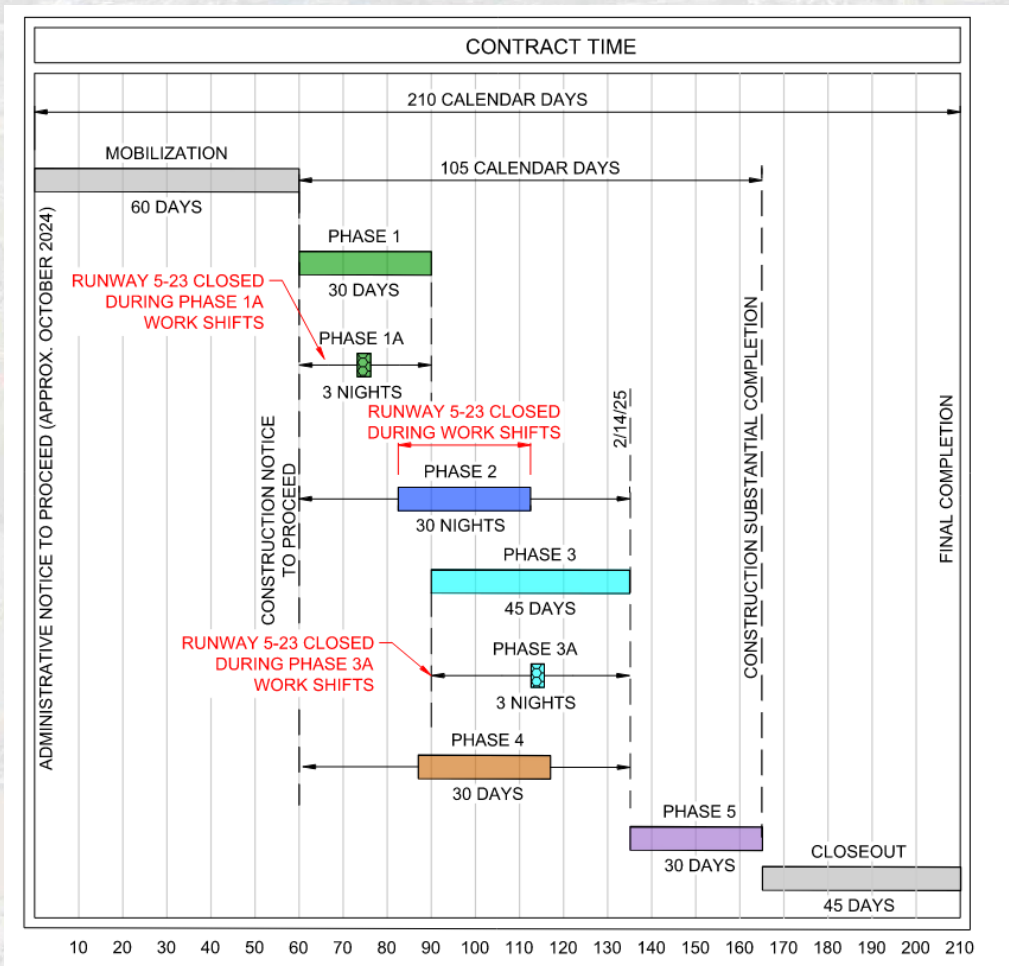 CONTRACT TIME
210 CALENDAR DAYS
MOBILIZATION
60 DAYS
105 CALENDAR DAYS
ADMINISTRATIVE NOTICE TO PROCEED (APPROX. OCTOBER 2024)
PHASE 1
30 DAYS
RUNWAY 5-23 CLOSED
DURING PHASE 1A
WORK SHIFTS
PHASE 1A
3 NIGHTS
RUNWAY 5-23 CLOSED
DURING WORK SHIFTS
CONSTRUCTION NOTICE
TO PROCEED
PHASE 2
30 NIGHTS
2/14/25
CONSTRUCTION SUBSTANTIAL COMPLETION
FINAL COMPLETION
PHASE 3
45 DAYS
RUNWAY 5-23 CLOSED
DURING PHASE 3A
WORK SHIFTS
PHASE 3A
3 NIGHTS
PHASE 4
30 DAYS
PHASE 5
30 DAYS
CLOSEOUT
45 DAYS
10 20 30 40 50 60 70 80 90 100 110 120 130 140 150 160 170 180 190 200 210